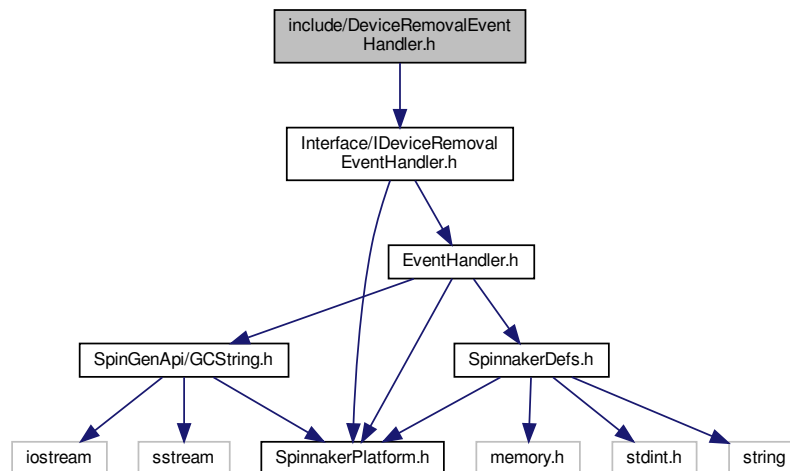 include/DeviceRemovalEvent
Handler.h
Interface/IDeviceRemoval
EventHandler.h
EventHandler.h
SpinGenApi/GCString.h
SpinnakerDefs.h
iostream
sstream
SpinnakerPlatform.h
memory.h
stdint.h
string